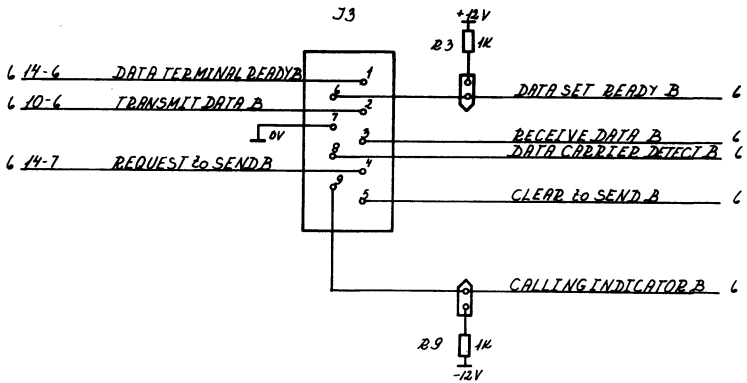 J3
+12V
R3 1K
6 14-6 DATA TERMINAL READY B 1
6 DATA SET READY B 6
6 10-6 TRANSMIT DATA B 2
7
0V
3 RECEIVE DATA B 6
8 DATA CARRIER DETECT B 6
6 14-7 REQUEST to SEND B 4
9
5 CLEAR to SEND B 6
CALLING INDICATOR B 6
R9 1K
-12V